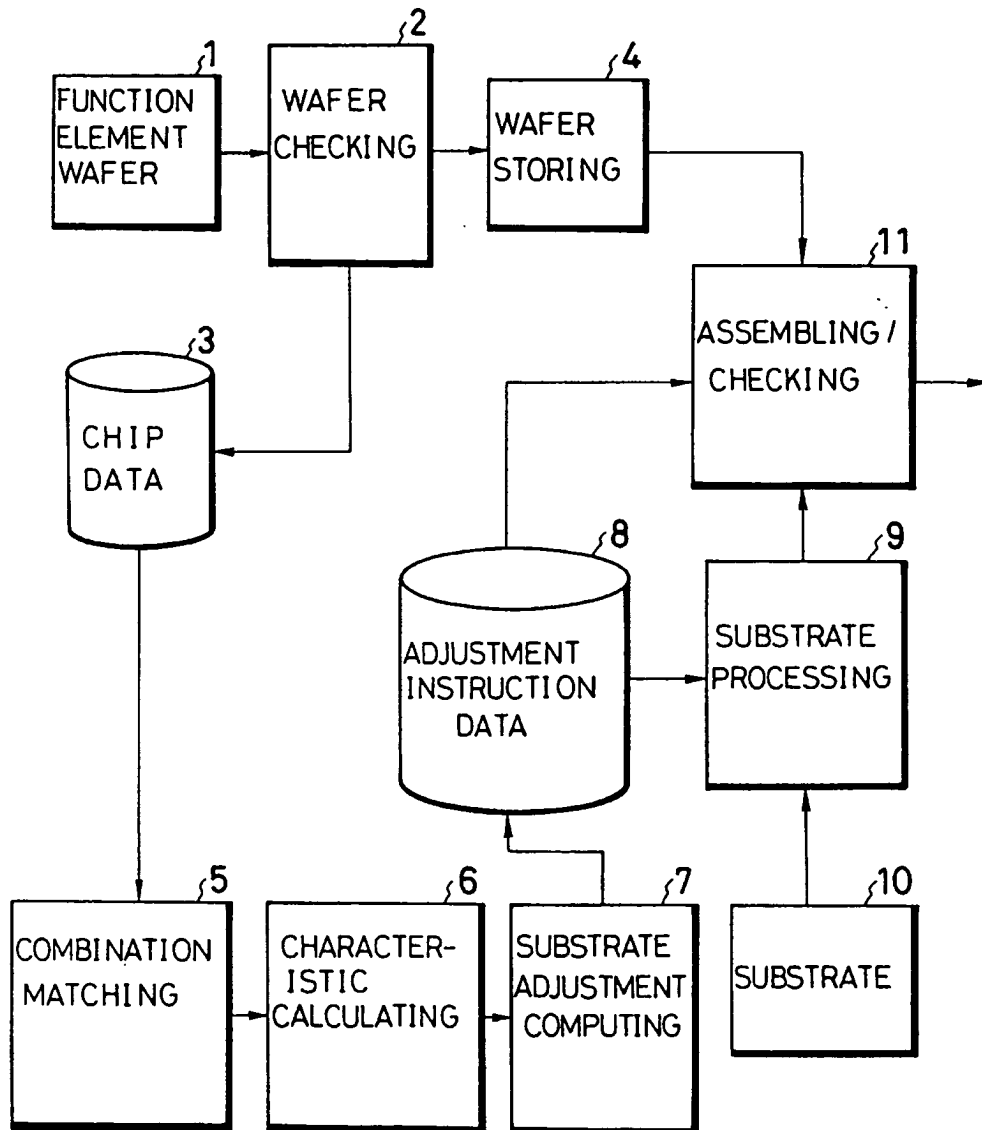 1
FUNCTION
ELEMENT
WAFER
2
WAFER
CHECKING
4
WAFER
STORING
11
ASSEMBLING/
CHECKING
3
CHIP
DATA
8
ADJUSTMENT
INSTRUCTION
DATA
9
SUBSTRATE
PROCESSING
5
COMBINATION
MATCHING
6
CHARACTER-
ISTIC
CALCULATING
7
SUBSTRATE
ADJUSTMENT
COMPUTING
10
SUBSTRATE